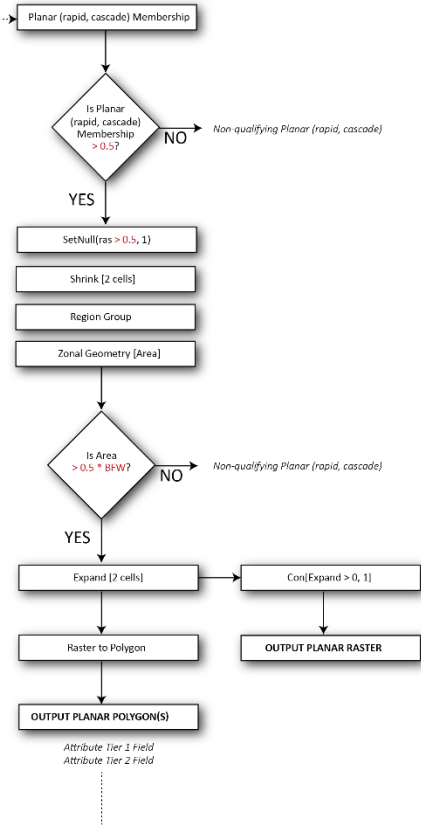 Planar (rapid, cascade) Membership
Is Planar
(rapid, cascade)
Membership
> 0.5?
NO
Non-qualifying Planar (rapid, cascade)
YES
SetNull(ras > 0.5, 1)
Shrink [2 cells]
Region Group
Zonal Geometry [Area]
Is Area
> 0.5 * BFW?
NO
Non-qualifying Planar (rapid, cascade)
YES
Expand [2 cells]
Con[Expand > 0, 1]
Raster to Polygon
OUTPUT PLANAR RASTER
OUTPUT PLANAR POLYGON(S)
Attribute Tier 1 Field
Attribute Tier 2 Field